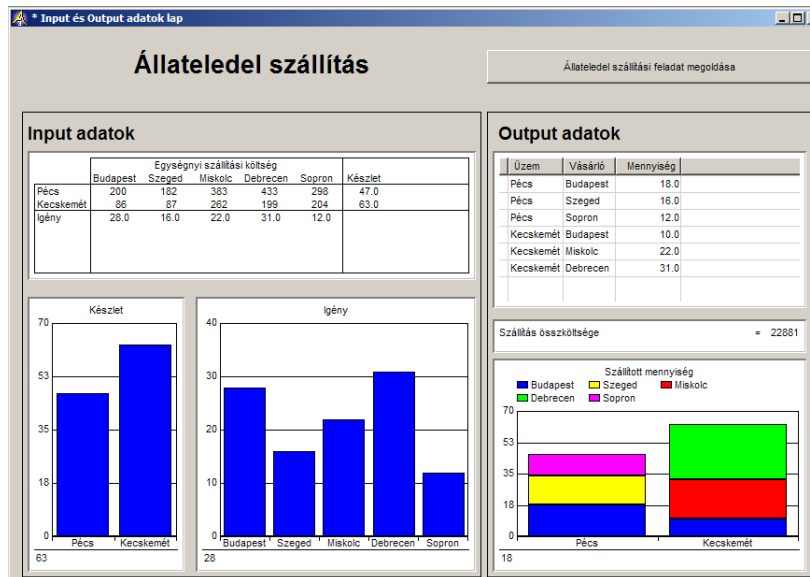 * Input és Output adatok lap
Állateledel szállítás
Állateledel szállítási feladat megoldása
Input adatok
Egységnyi szállítási költség
Budapest Szeged Miskolc Debrecen Sopron Készlet
Pécs 200 182 383 433 298 47.0
Kecskemét 86 87 262 199 204 63.0
Igény 28.0 16.0 22.0 31.0 12.0
Készlet
70
53
35
18
0
Pécs Kecskemét
63
Igény
40
30
20
10
0
Budapest Szeged Miskolc Debrecen Sopron
28
Output adatok
Üzem Vásárló Mennyiség
Pécs Budapest 18.0
Pécs Szeged 16.0
Pécs Sopron 12.0
Kecskemét Budapest 10.0
Kecskemét Miskolc 22.0
Kecskemét Debrecen 31.0
Szállítás összköltsége = 22881
Szállított mennyiség
Budapest Szeged Miskolc
Debrecen Sopron
70
53
35
18
0
Pécs Kecskemét
18